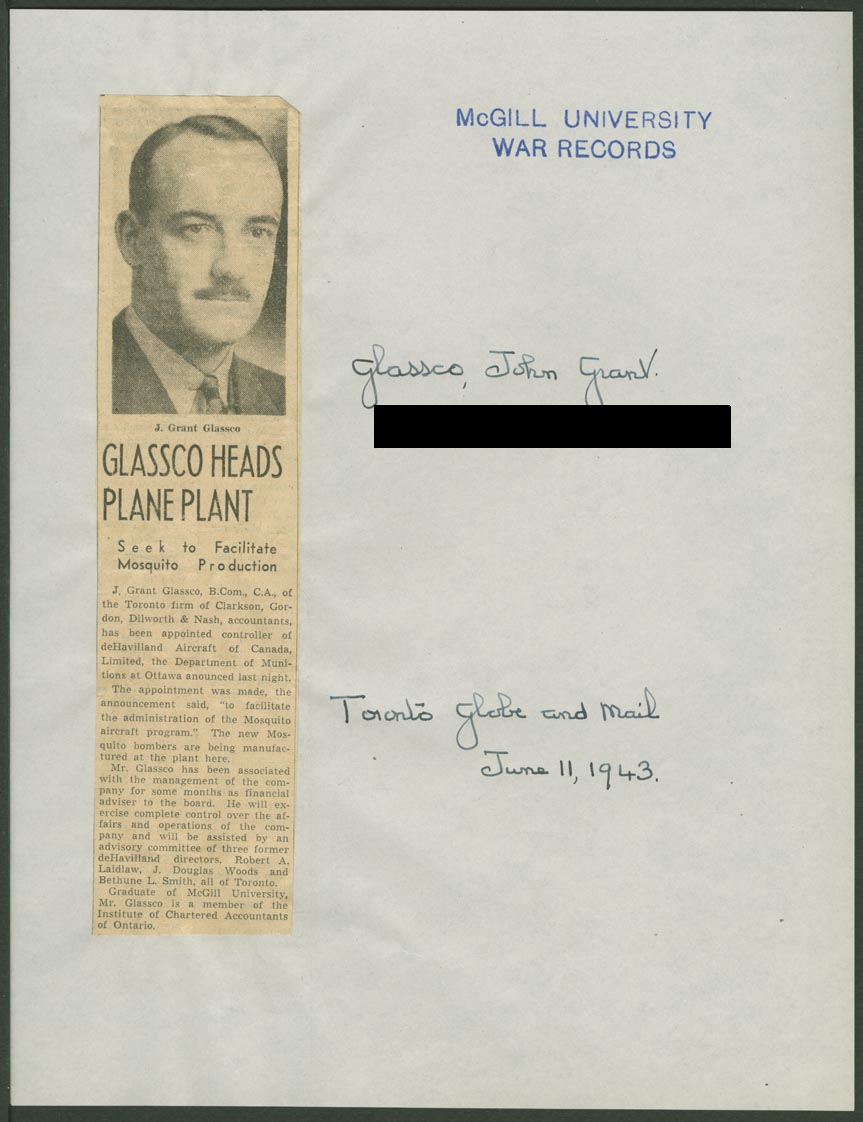 McGILL UNIVERSITY
WAR RECORDS
Glassco, John Grant.
J. Grant Glassco
GLASSCO HEADS
PLANE PLANT
Seek to Facilitate
Mosquito Production
J. Grant Glassco, B.Com., C.A., of
the Toronto firm of Clarkson, Gor-
don, Dilworth & Nash, accountants,
has been appointed controller of
deHavilland Aircraft of Canada,
Limited, the Department of Muni-
tions at Ottawa anounced last night.
The appointment was made, the
announcement said, "to facilitate
the administration of the Mosquito
aircraft program." The new Mos-
quito bombers are being manufac-
tured at the plant here.
Mr. Glassco has been associated
with the management of the com-
pany for some months as financial
adviser to the board. He will ex-
ercise complete control over the af-
fairs and operations of the com-
pany and will be assisted by an
advisory committee of three former
deHavilland directors, Robert A.
Laidlaw, J. Douglas Woods and
Bethune L. Smith, all of Toronto.
Graduate of McGill University,
Mr. Glassco is a member of the
Institute of Chartered Accountants
of Ontario.
Toronto Globe and Mail
June 11, 1943.